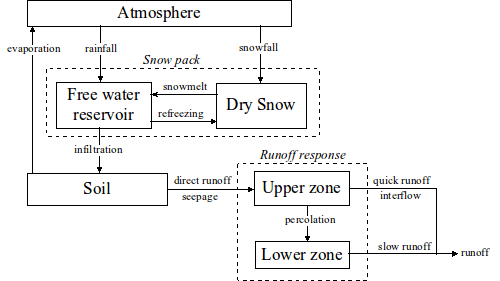 Atmosphere
evaporation
rainfall
snowfall
Snow pack
Free water
reservoir
snowmelt
refreezing
Dry Snow
infiltration
Runoff response
Soil
direct runoff
seepage
Upper zone
quick runoff
interflow
percolation
Lower zone
slow runoff
runoff